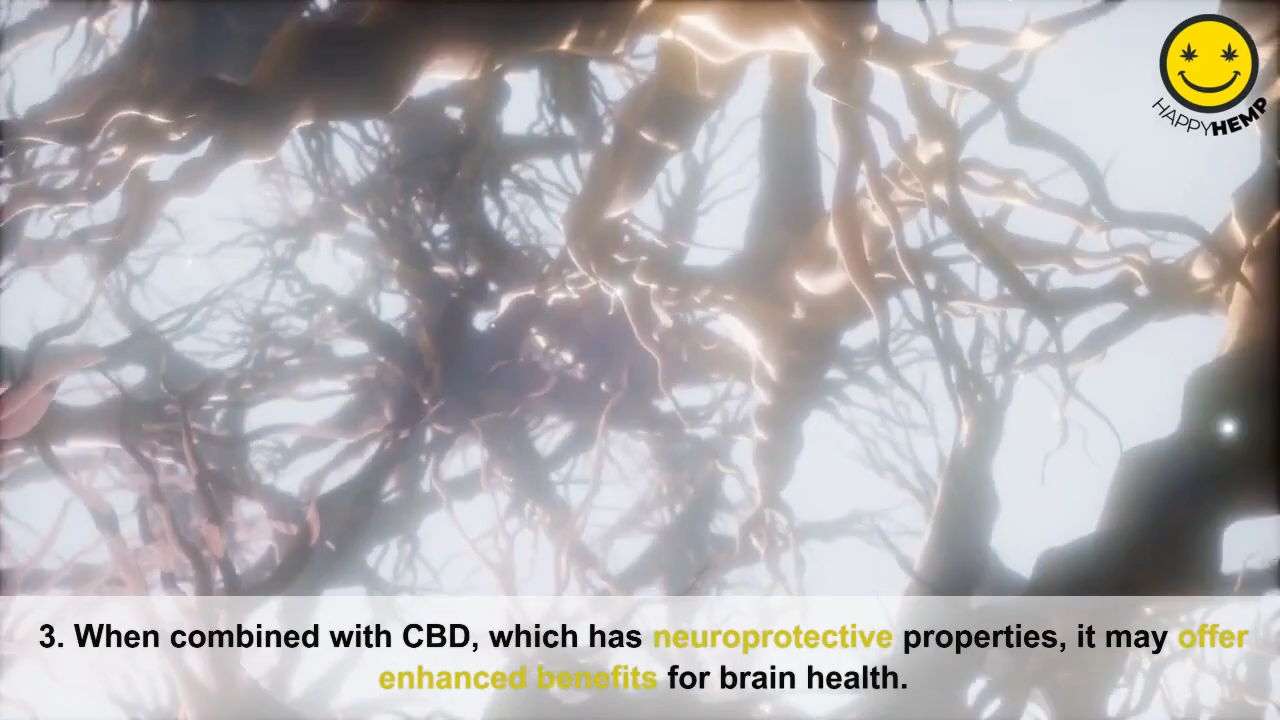 HAPPYHEMP
3. When combined with CBD, which has neuroprotective properties, it may offer
enhanced benefits for brain health.